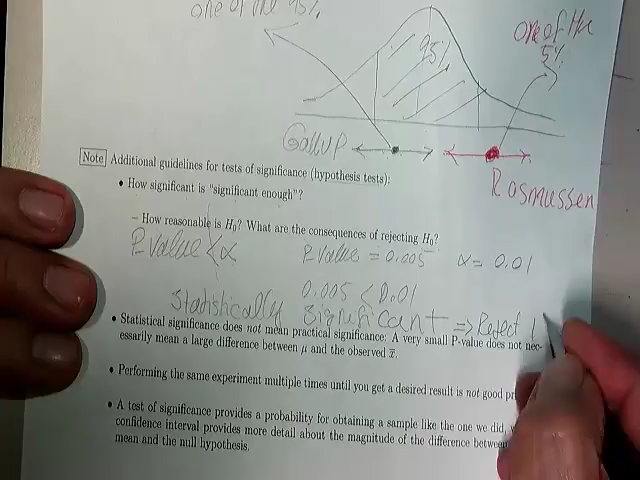 one of the 95%
one of the
5%
95%
Gallup
Rasmussen
Note Additional guidelines for tests of significance (hypothesis tests):
• How significant is "significant enough"?
– How reasonable is H₀? What are the consequences of rejecting H₀?
P value < α P value = 0.005 α = 0.01
0.005 < 0.01
Statistically significant => Reject
• Statistical significance does not mean practical significance: A very small P-value does not nec-
essarily mean a large difference between μ and the observed x̄.
• Performing the same experiment multiple times until you get a desired result is not good
• A test of significance provides a probability for obtaining a sample like the one we did,
confidence interval provides more detail about the magnitude of the difference between
mean and the null hypothesis.